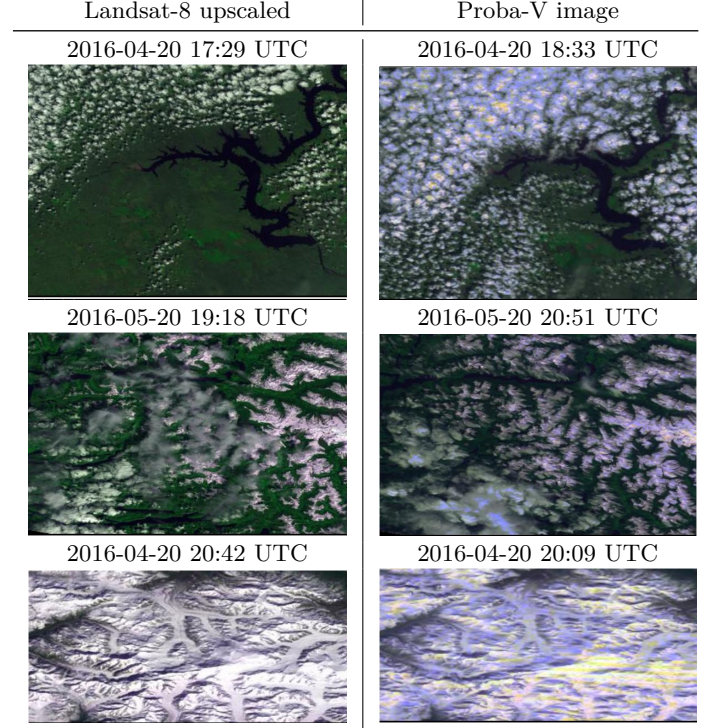 Landsat-8 upscaled Proba-V image
2016-04-20 17:29 UTC 2016-04-20 18:33 UTC
2016-05-20 19:18 UTC 2016-05-20 20:51 UTC
2016-04-20 20:42 UTC 2016-04-20 20:09 UTC